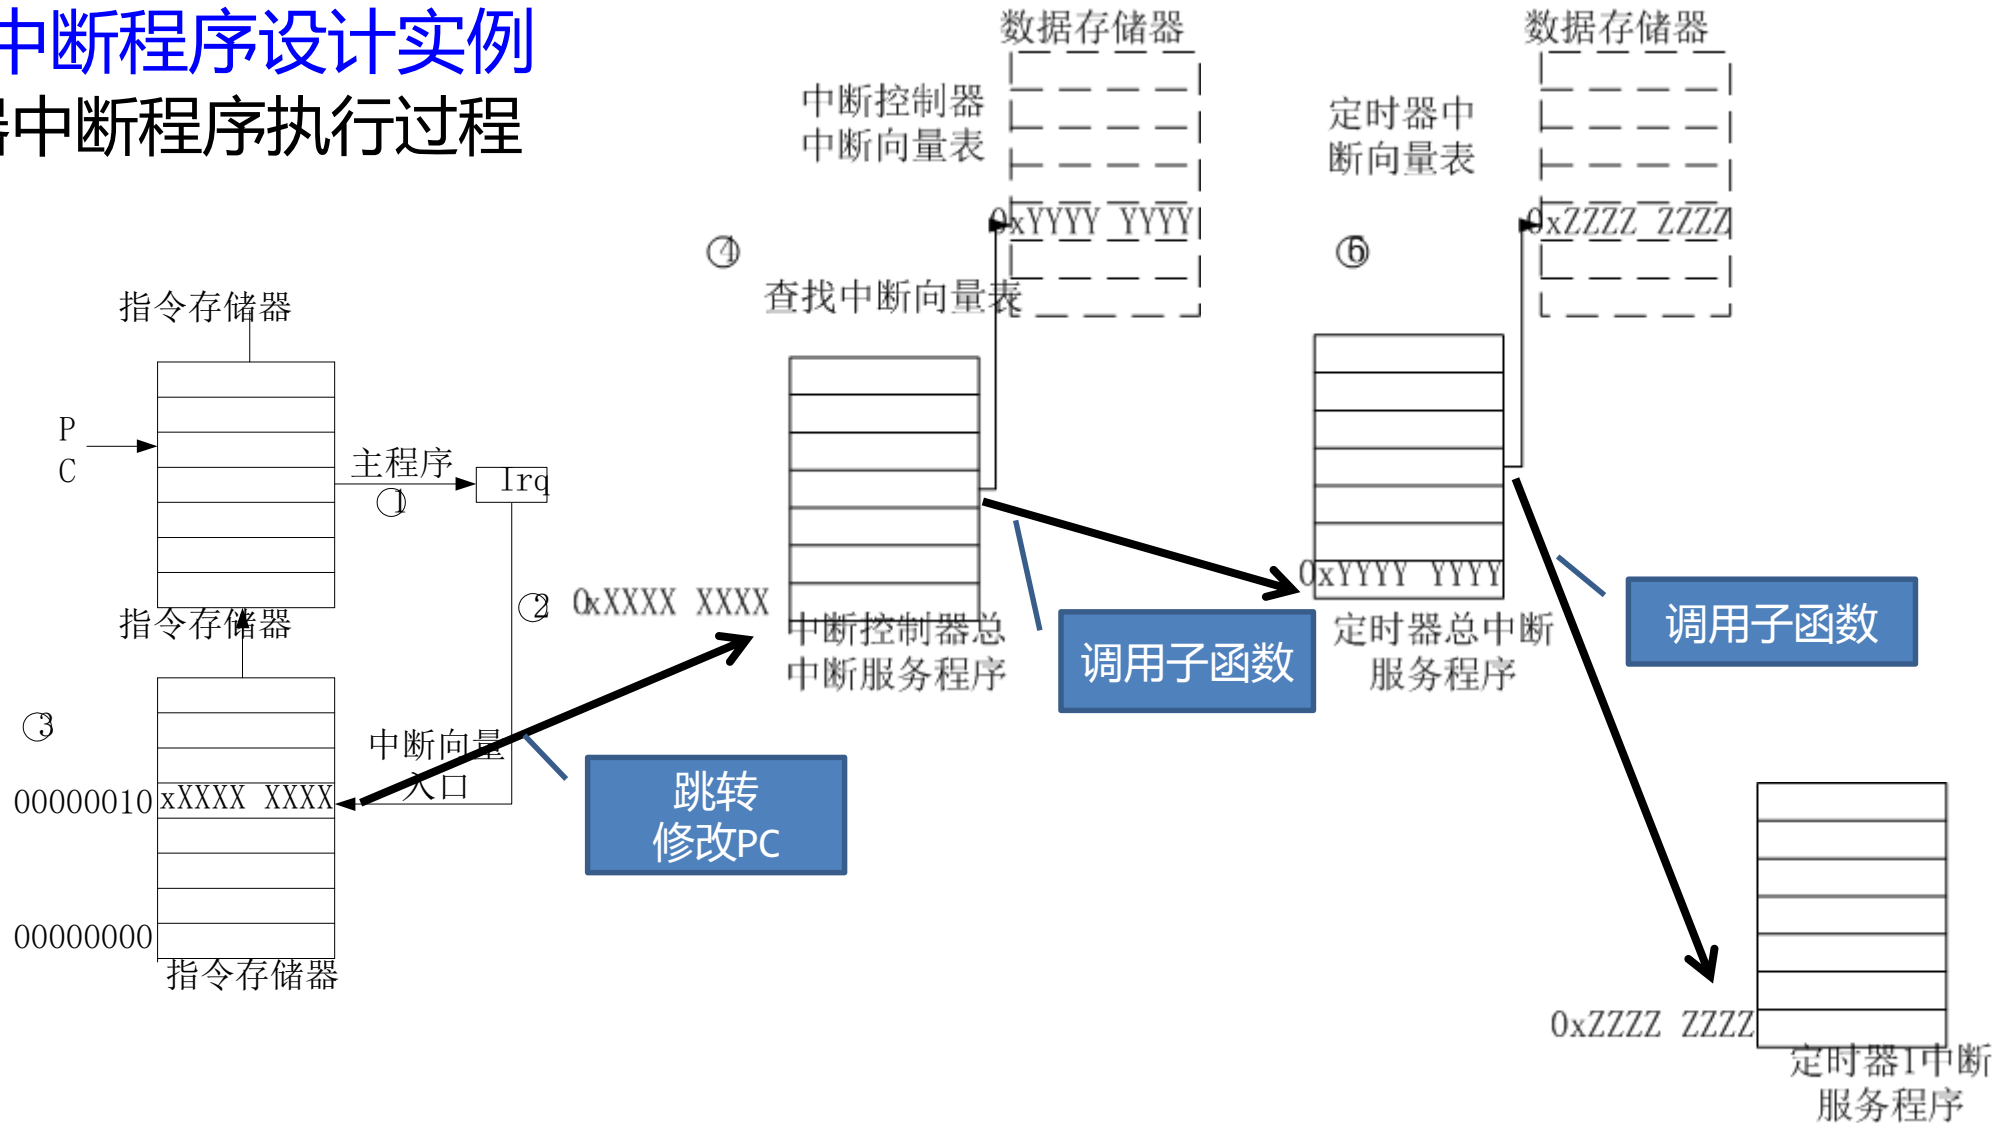 中断程序设计实例
器中断程序执行过程
数据存储器
数据存储器
中断控制器
中断向量表
定时器中
断向量表
0xYYYY YYYY
0xZZZZ ZZZZ
④
⑥
查找中断向量表
指令存储器
P
C
主程序
①
Irq
②
0xXXXX XXXX
0xYYYY YYYY
指令存储器
中断控制器总
中断服务程序
定时器总中断
服务程序
调用子函数
调用子函数
③
中断向量
入口
00000010
xXXXX XXXX
跳转
修改PC
00000000
指令存储器
0xZZZZ ZZZZ
定时器1中断
服务程序